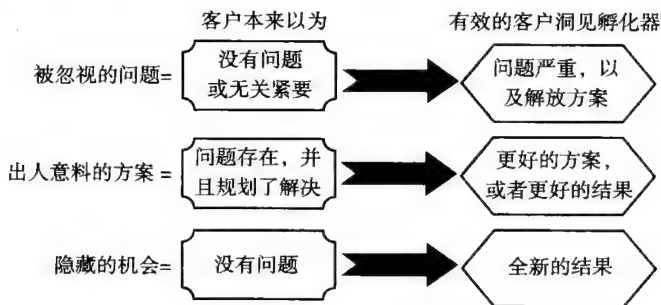 客户本来以为
有效的客户洞见孵化器
被忽视的问题=
没有问题
或无关紧要
问题严重，以
及解放方案
出人意料的方案=
问题存在，并
且规划了解决
更好的方案，
或者更好的结果
隐藏的机会=
没有问题
全新的结果